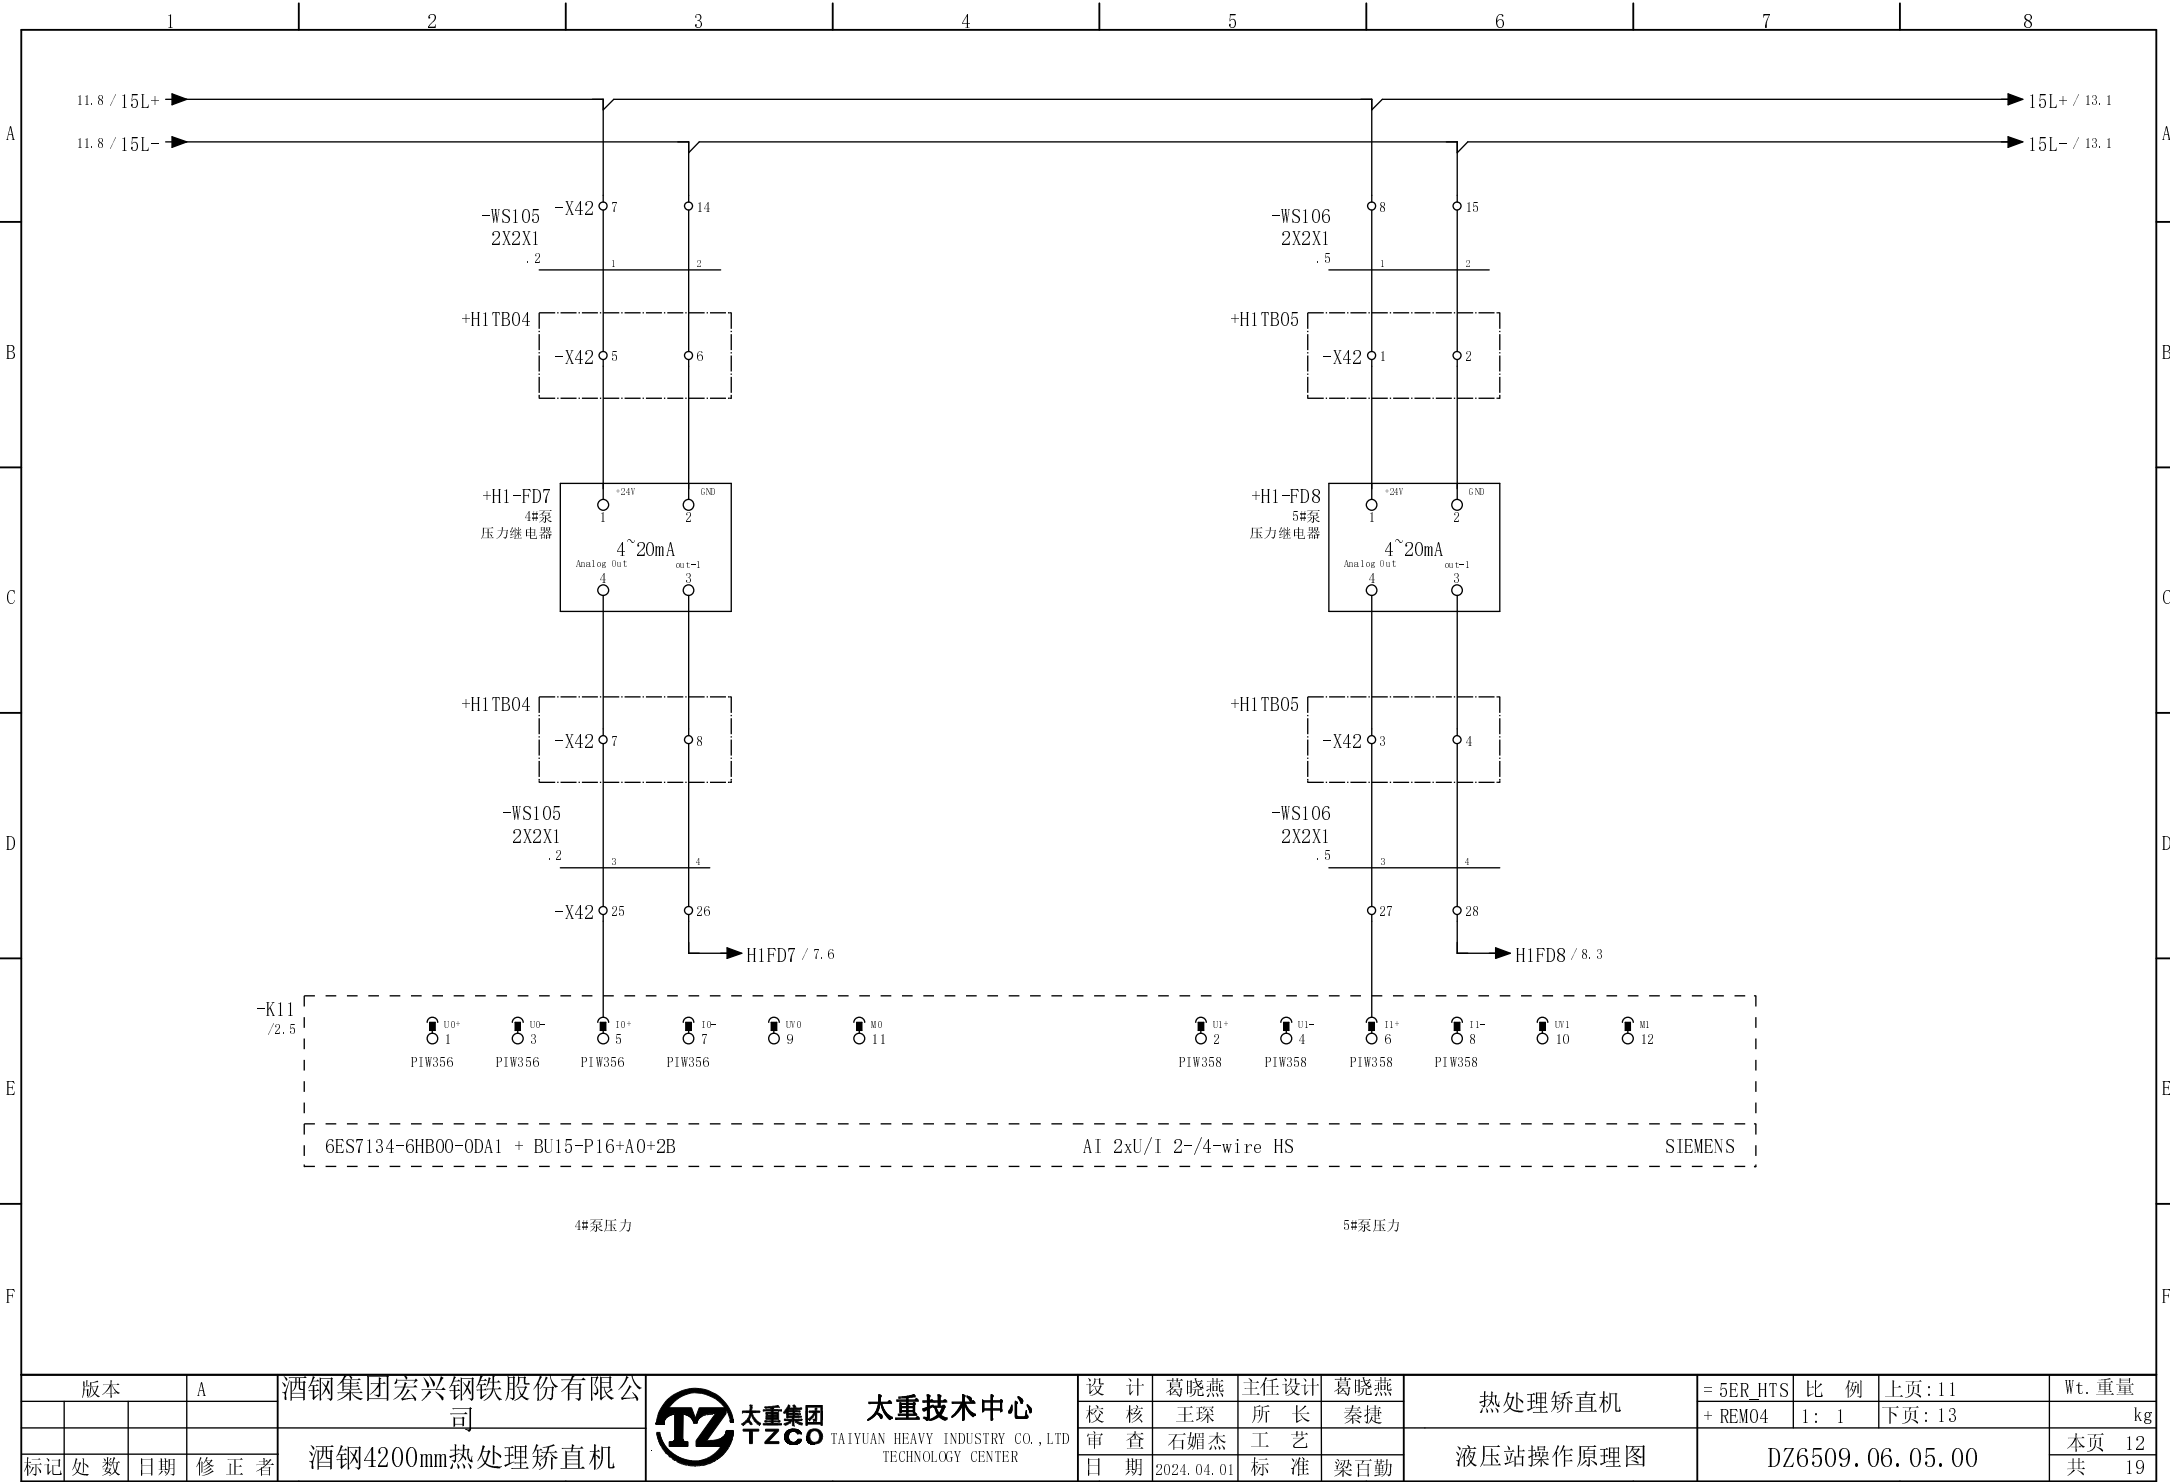 1 2 3 4 5 6 7 8
11.8 / 15L+ 15L+ / 13.1
A A
11.8 / 15L- 15L- / 13.1
-X42 7 14 8 15
-WS105 -WS106
2X2X1 2X2X1
.2 1 2 .5 1 2
+H1TB04 +H1TB05
B -X42 5 6 -X42 1 2 B
+H1-FD7 +24V GND +H1-FD8 +24V GND
4#泵 1 2 5#泵 1 2
压力继电器 压力继电器
4~20mA 4~20mA
Analog Out out-1 Analog Out out-1
4 3 4 3
C C
+H1TB04 +H1TB05
-X42 7 8 -X42 3 4
-WS105 -WS106
2X2X1 2X2X1
D D
.2 3 4 .5 3 4
-X42 25 26 27 28
H1FD7 / 7.6 H1FD8 / 8.3
-K11
/2.5
U0+ U0- I0+ I0- UV0 M0 U1+ U1- I1+ I1- UV1 M1
1 3 5 7 9 11 2 4 6 8 10 12
PIW356 PIW356 PIW356 PIW356 PIW358 PIW358 PIW358 PIW358
E E
6ES7134-6HB00-0DA1 + BU15-P16+A0+2B AI 2xU/I 2-/4-wire HS SIEMENS
4#泵压力 5#泵压力
F F
版本 A
标记 处 数 日期 修 正 者
酒钢集团宏兴钢铁股份有限公
司
酒钢4200mm热处理矫直机
TZ 太重集团
TZCO
太重技术中心
TAIYUAN HEAVY INDUSTRY CO.,LTD
TECHNOLOGY CENTER
设 计 葛晓燕 主任设计 葛晓燕
校 核 王琛 所 长 秦捷
审 查 石媚杰 工 艺
日 期 2024.04.01 标 准 梁百勤
热处理矫直机
液压站操作原理图
= 5ER_HTS 比 例 上页:11 Wt.重量
+ REM04 1: 1 下页:13 kg
DZ6509.06.05.00
本页 12
共 19